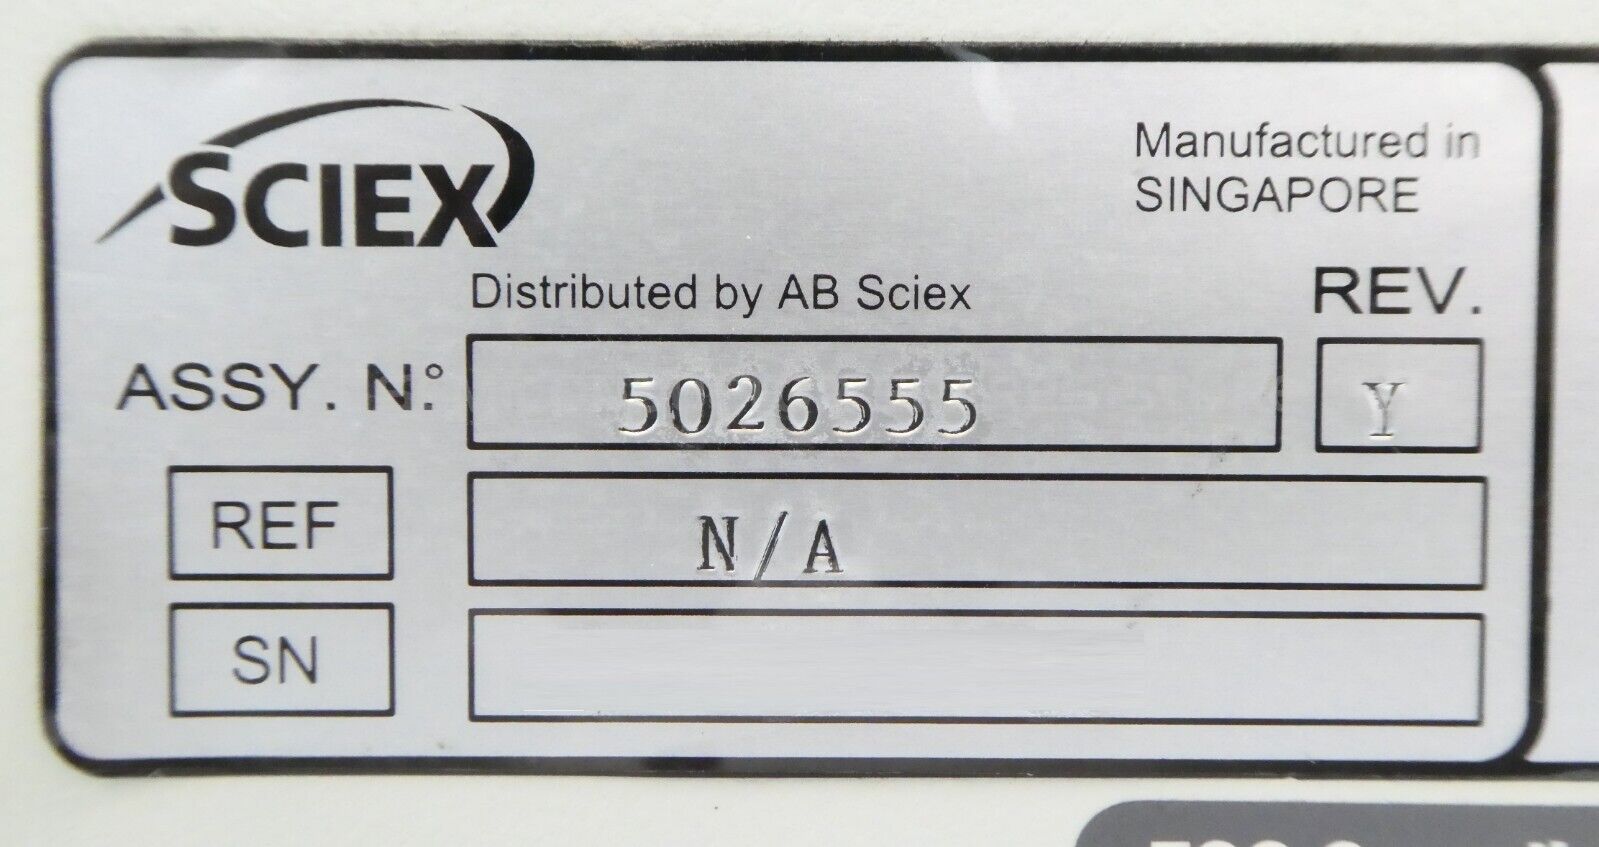 SCIEX
Manufactured in
SINGAPORE
Distributed by AB Sciex
REV.
ASSY. N.° 5026555 Y
REF N/A
SN